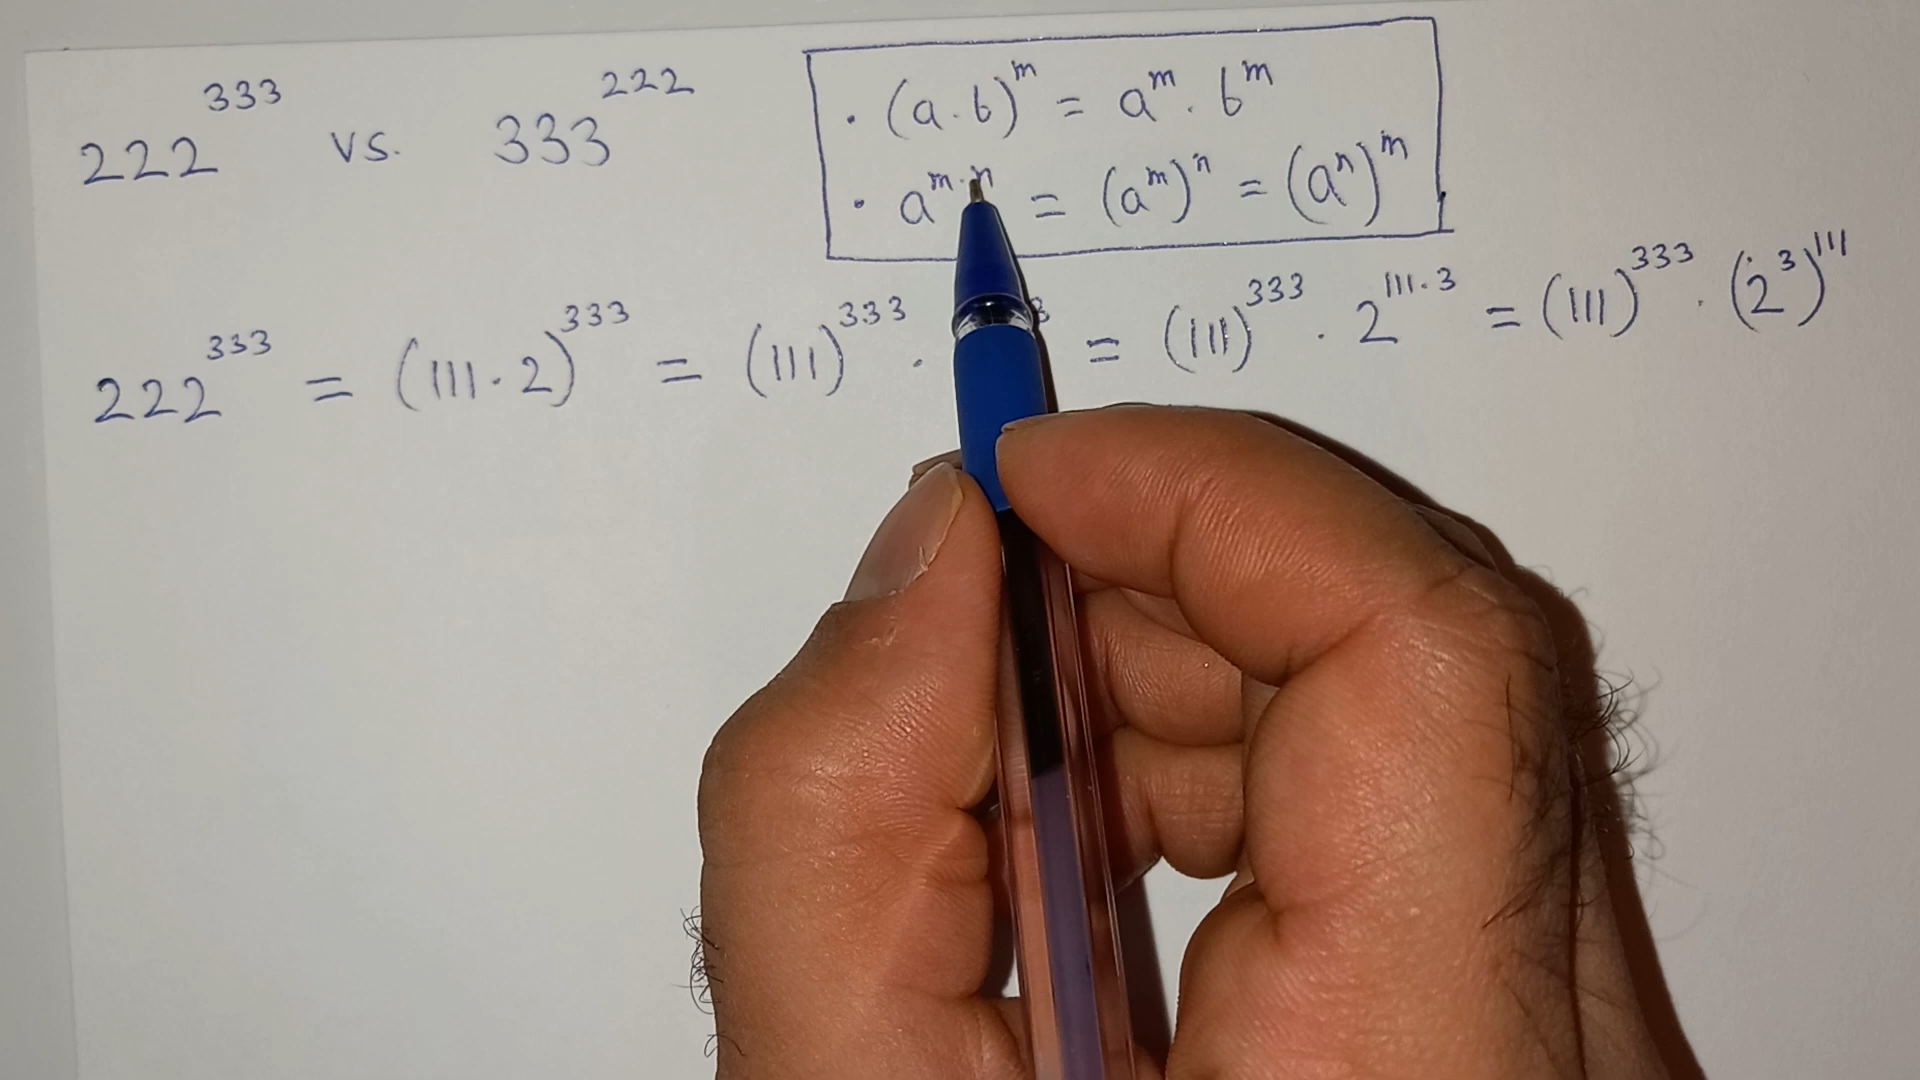 222^333 vs. 333^222
· (a.b)^m = a^m . b^m
· a^m.n = (a^m)^n = (a^n)^m
222^333 = (111.2)^333 = (111)^333 . 3 = (111)^333 . 2^111.3 = (111)^333 . (2^3)^111